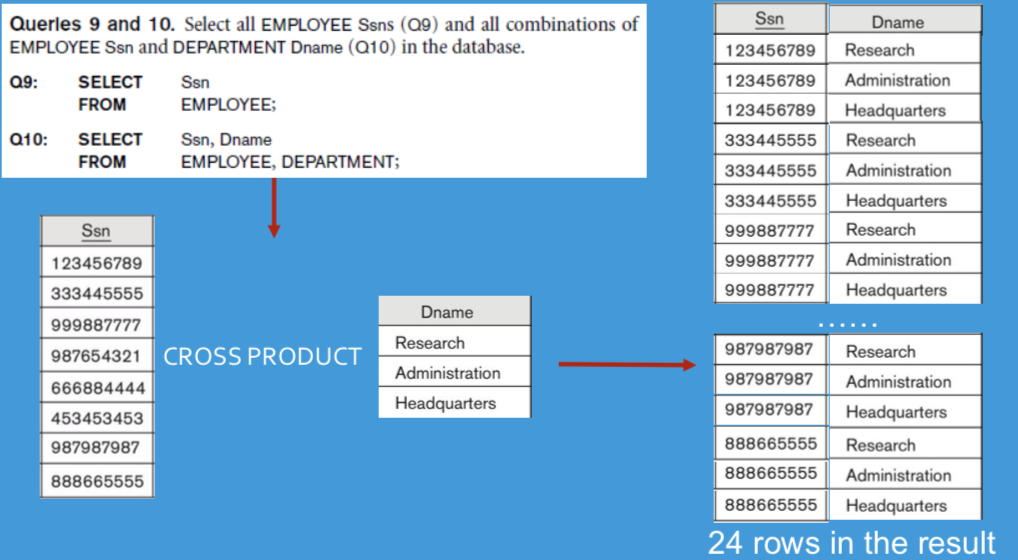 Queries 9 and 10. Select all EMPLOYEE Ssns (Q9) and all combinations of
EMPLOYEE Ssn and DEPARTMENT Dname (Q10) in the database.
Q9: SELECT Ssn
FROM EMPLOYEE;
Q10: SELECT Ssn, Dname
FROM EMPLOYEE, DEPARTMENT;
Ssn
123456789
333445555
999887777
987654321
666884444
453453453
987987987
888665555
CROSS PRODUCT
Dname
Research
Administration
Headquarters
Ssn Dname
123456789 Research
123456789 Administration
123456789 Headquarters
333445555 Research
333445555 Administration
333445555 Headquarters
999887777 Research
999887777 Administration
999887777 Headquarters
......
987987987 Research
987987987 Administration
987987987 Headquarters
888665555 Research
888665555 Administration
888665555 Headquarters
24 rows in the result